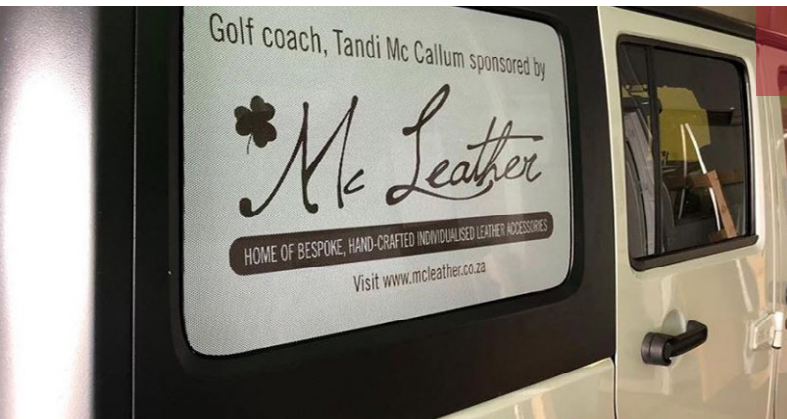 Golf coach, Tandi Mc Callum sponsored by
Mc Leather
HOME OF BESPOKE, HAND-CRAFTED INDIVIDUALISED LEATHER ACCESSORIES
Visit www.mcleather.co.za